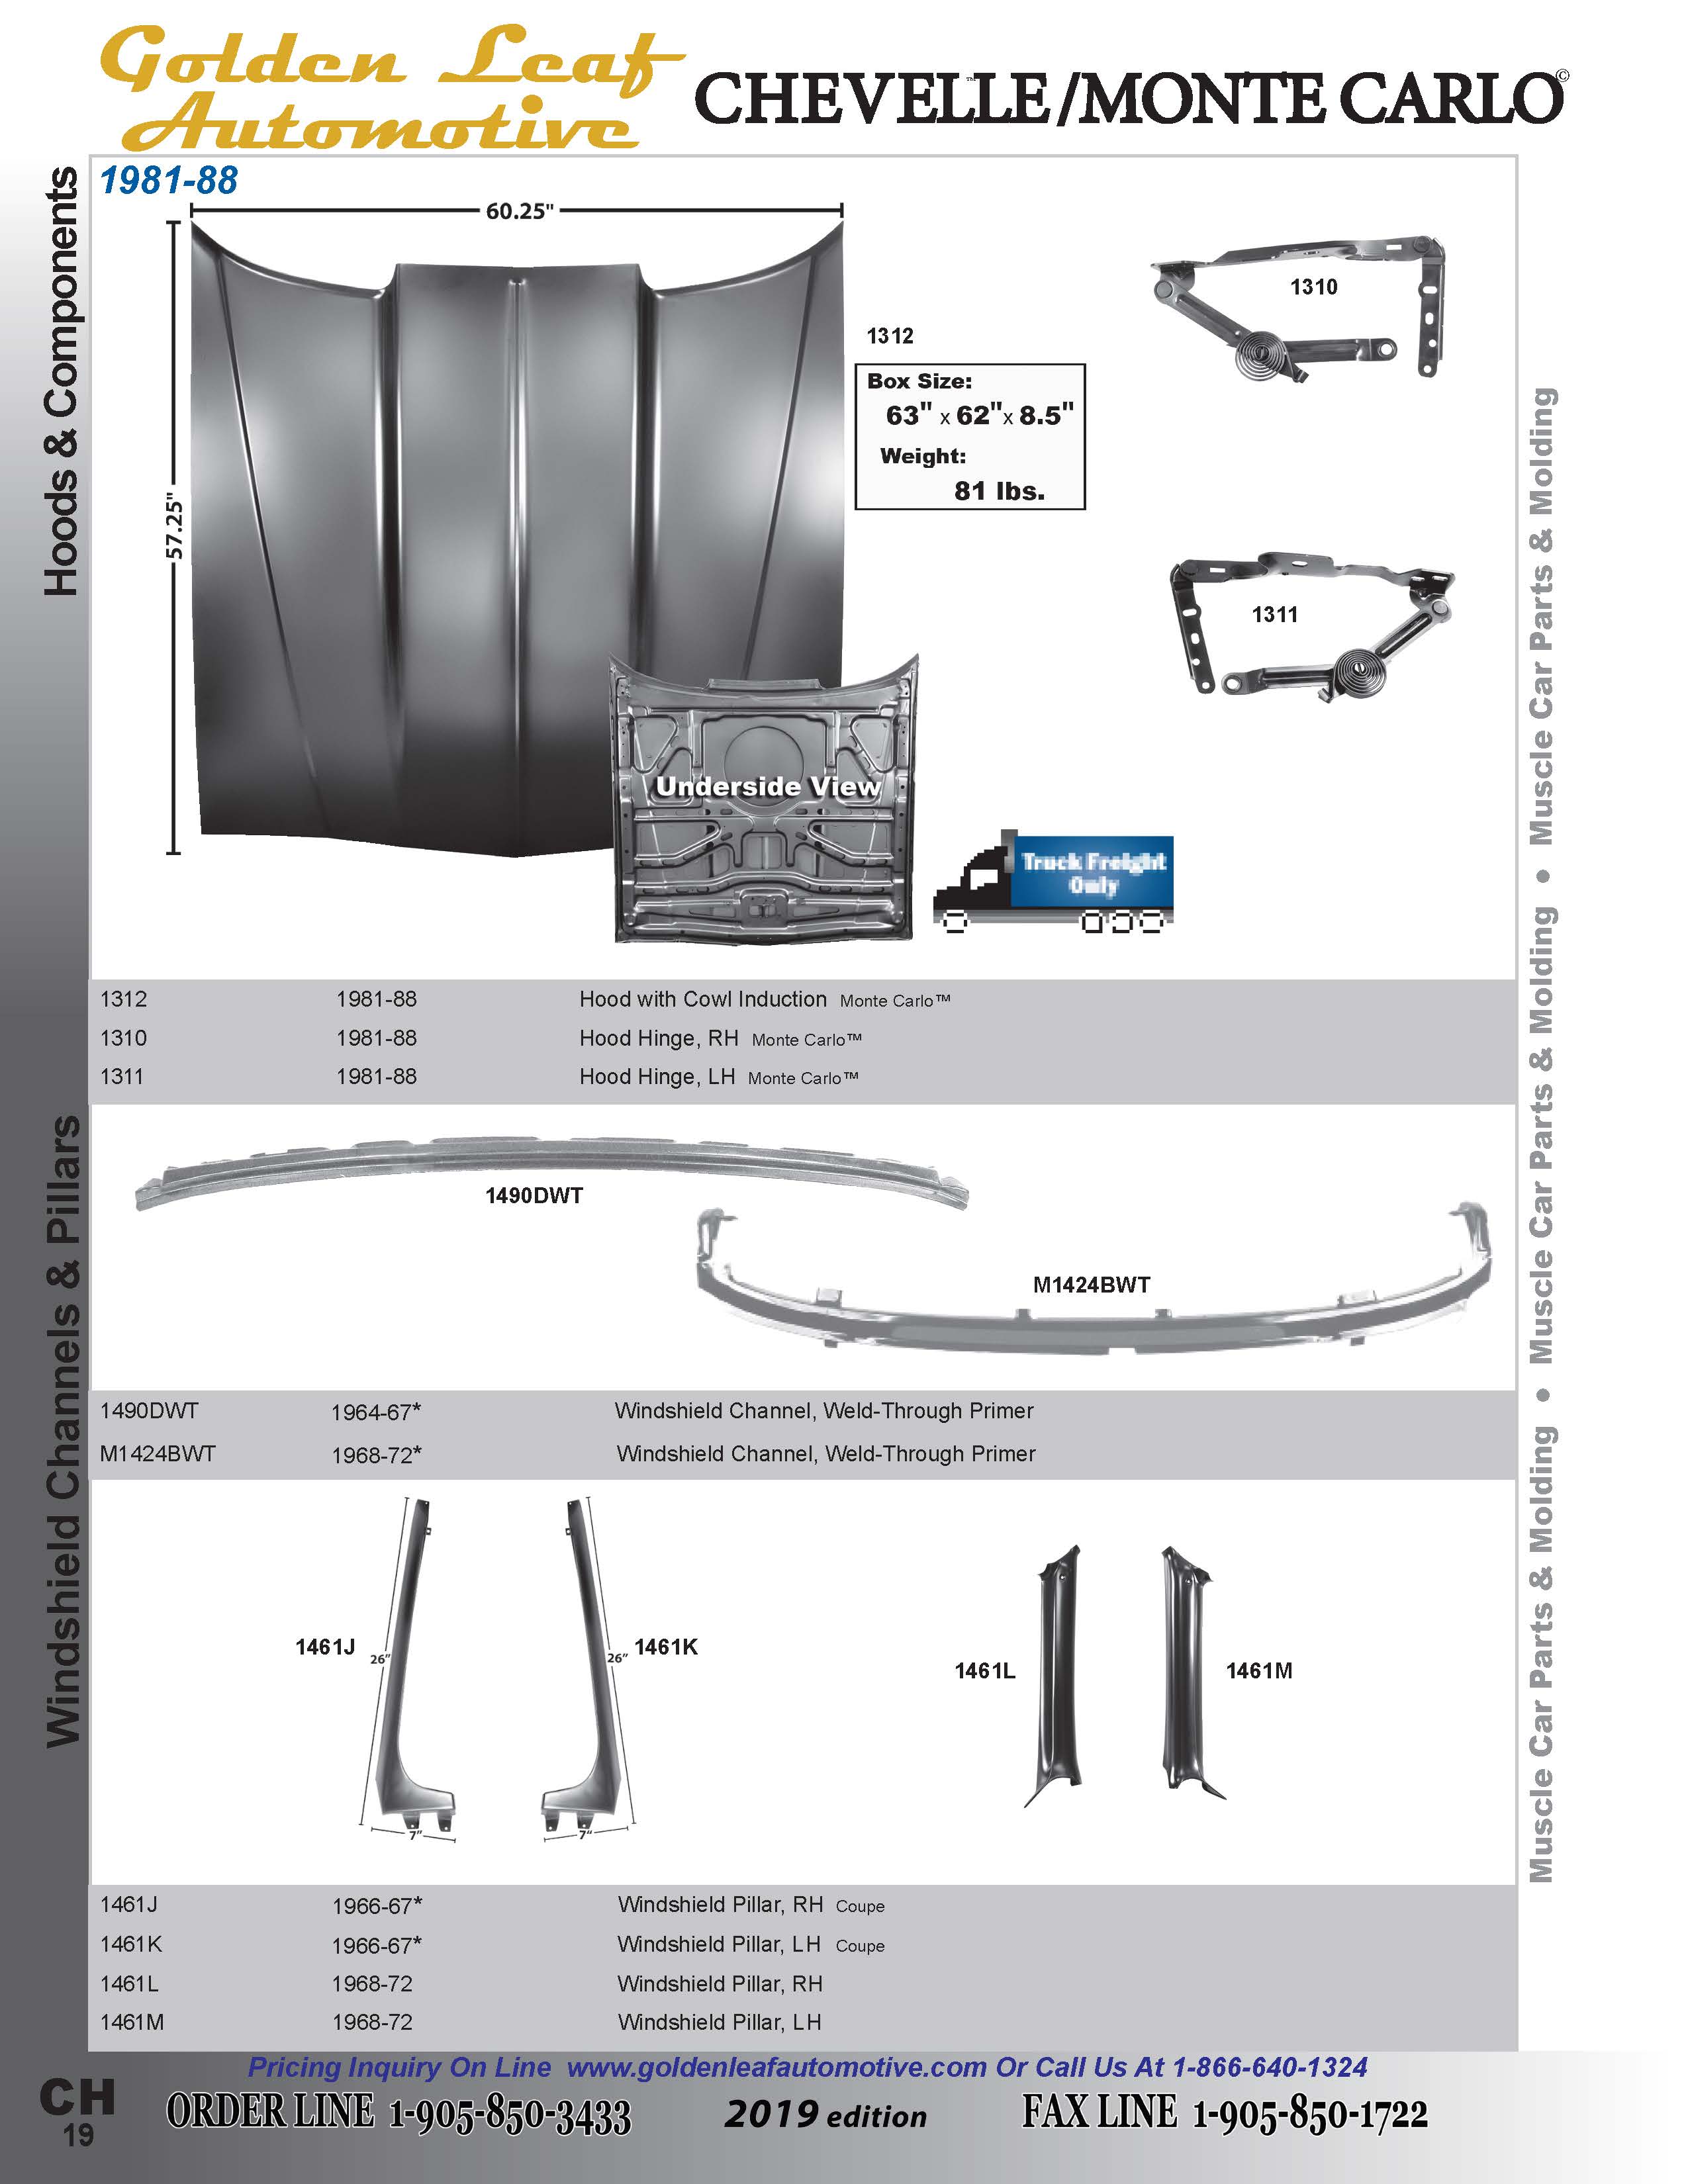 Golden Leaf
Automotive
CHEVELLE™/MONTE CARLO©
Hoods & Components
1981-88
60.25"
57.25"
1312
Box Size:
63" x 62" x 8.5"
Weight:
81 lbs.
1310
1311
Underside View
Truck Freight
Only
1312 1981-88 Hood with Cowl Induction Monte Carlo™
1310 1981-88 Hood Hinge, RH Monte Carlo™
1311 1981-88 Hood Hinge, LH Monte Carlo™
Windshield Channels & Pillars
1490DWT
M1424BWT
1490DWT 1964-67* Windshield Channel, Weld-Through Primer
M1424BWT 1968-72* Windshield Channel, Weld-Through Primer
1461J
26"
7"
26"
1461K
7"
1461L
1461M
1461J 1966-67* Windshield Pillar, RH Coupe
1461K 1966-67* Windshield Pillar, LH Coupe
1461L 1968-72 Windshield Pillar, RH
1461M 1968-72 Windshield Pillar, LH
Muscle Car Parts & Molding • Muscle Car Parts & Molding • Muscle Car Parts & Molding
Pricing Inquiry On Line www.goldenleafautomotive.com Or Call Us At 1-866-640-1324
CH
19
ORDER LINE 1-905-850-3433
2019 edition
FAX LINE 1-905-850-1722